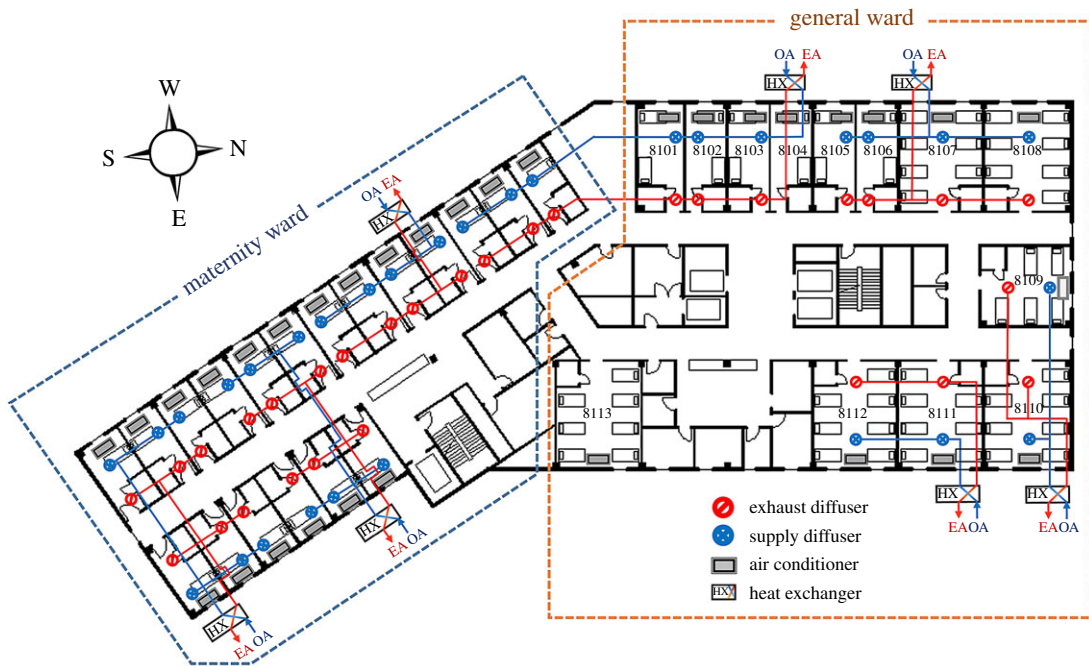 general ward
OA EA
OA EA
HX
HX
W
S
N
E
8101
8102
8103
8104
8105
8106
8107
8108
maternity ward
OA EA
HX
8109
8113
8112
8111
8110
HX
HX
EA OA
EA OA
exhaust diffuser
supply diffuser
air conditioner
HX
heat exchanger
HX
EA OA
HX
EA OA